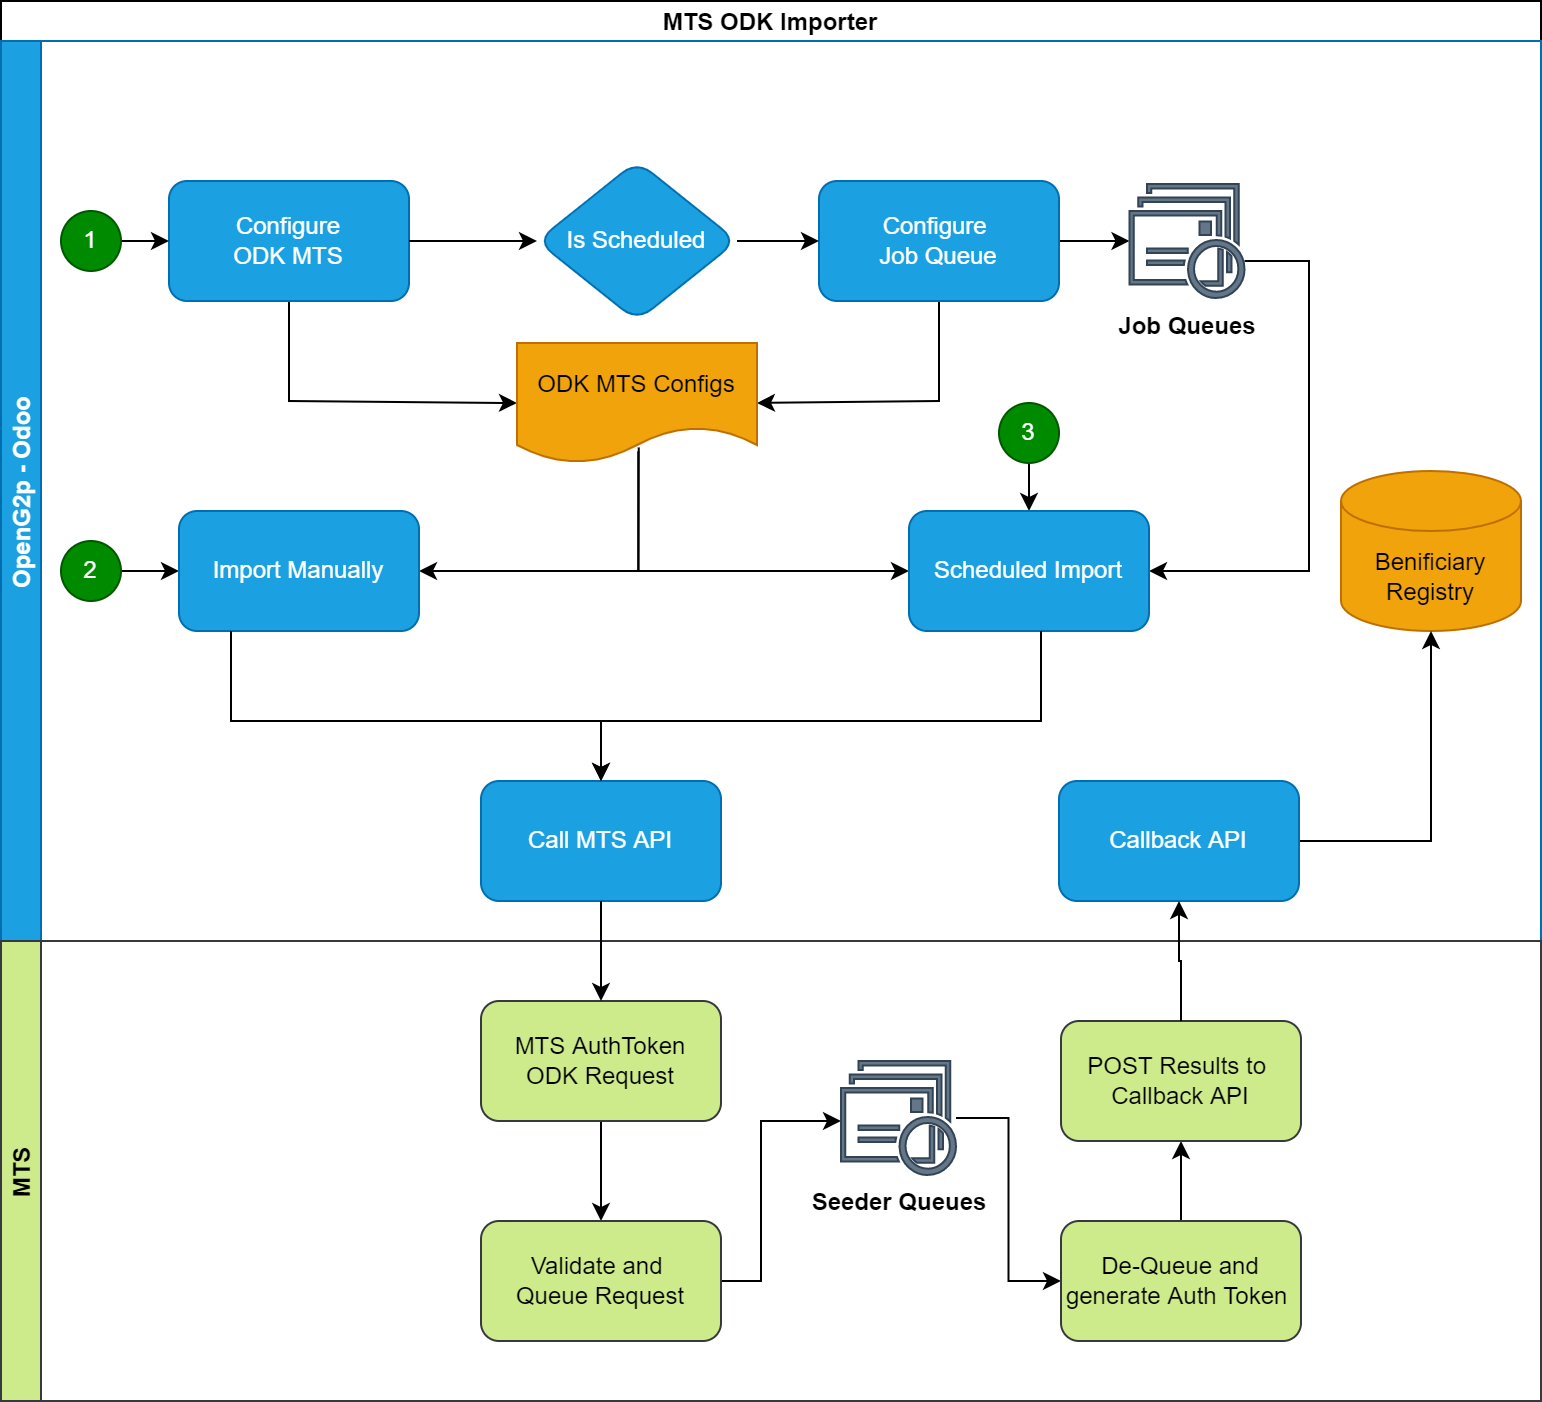 MTS ODK Importer
OpenG2p - Odoo
1
Configure
ODK MTS
Is Scheduled
Configure
Job Queue
Job Queues
ODK MTS Configs
3
2
Import Manually
Scheduled Import
Benificiary
Registry
Call MTS API
Callback API
MTS
MTS AuthToken
ODK Request
POST Results to
Callback API
Seeder Queues
Validate and
Queue Request
De-Queue and
generate Auth Token